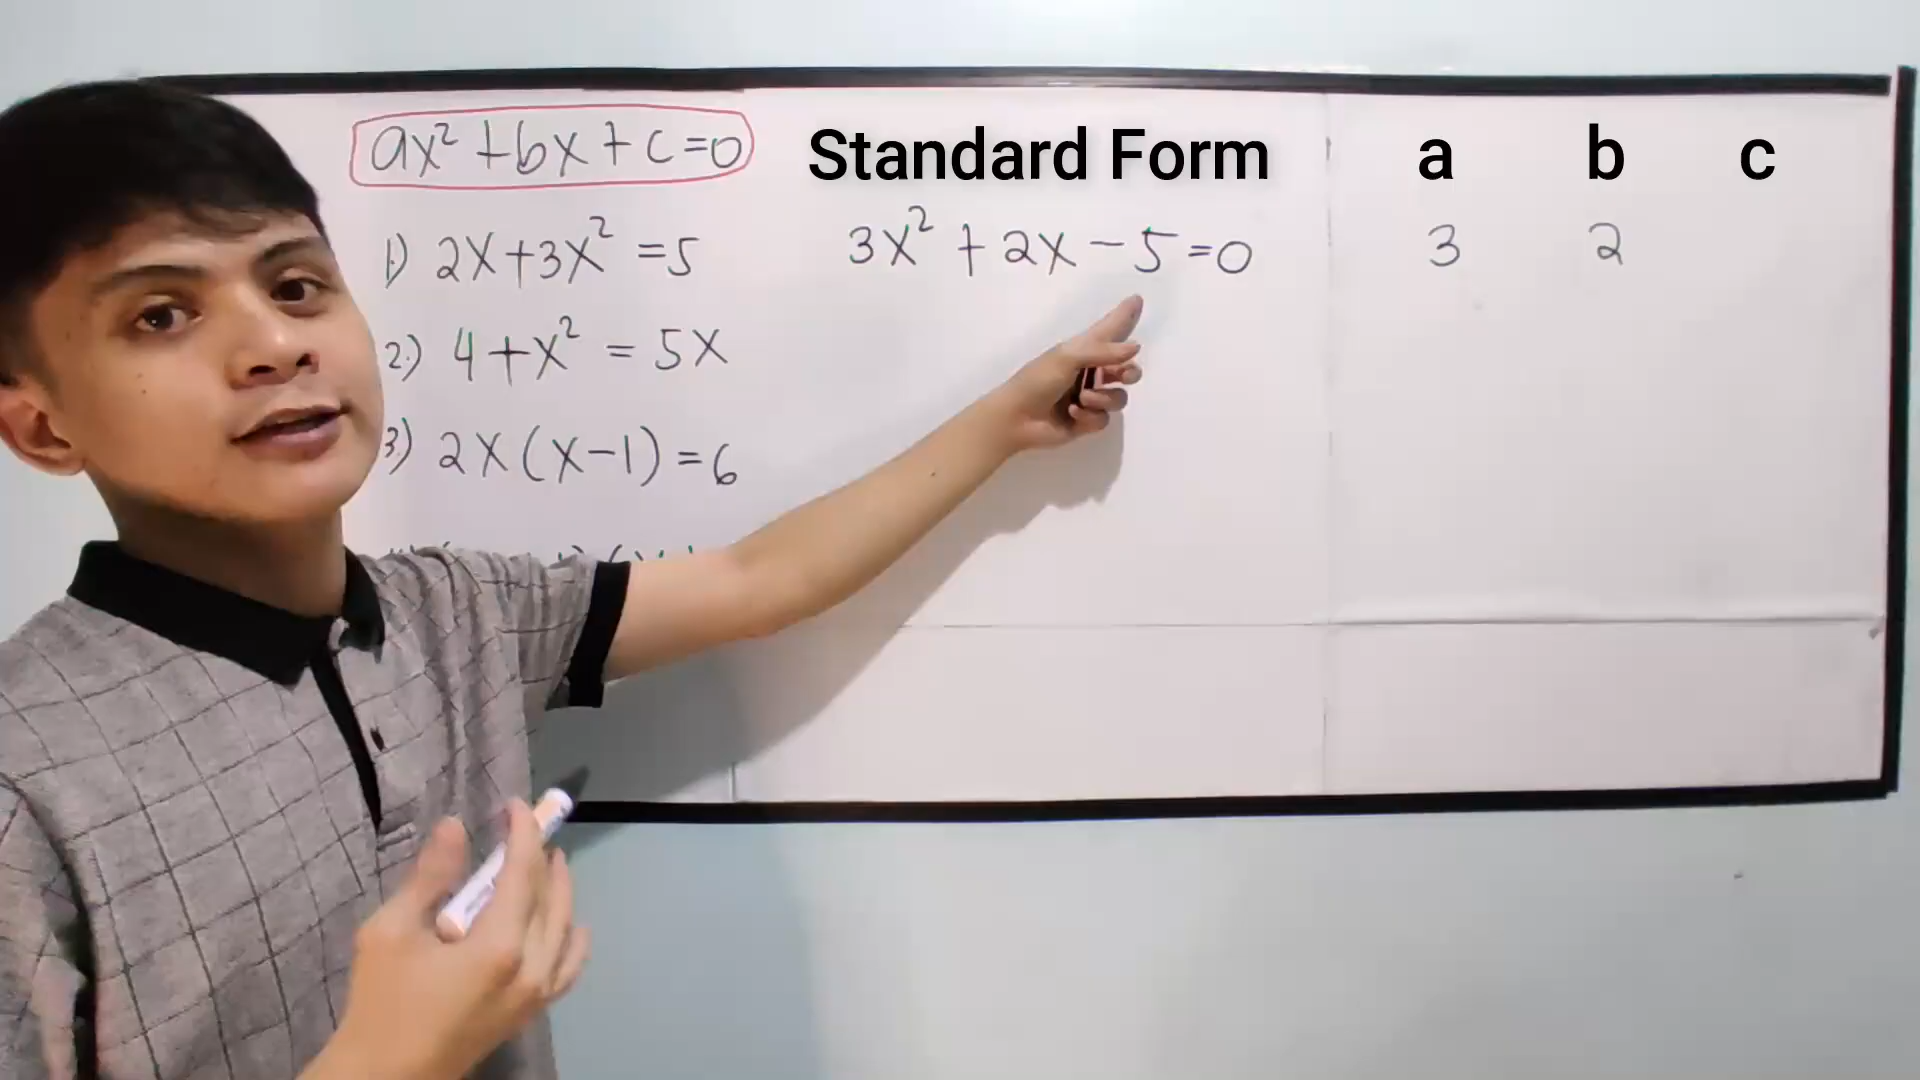 ax² + bx + c = 0 Standard Form a b c
1.) 2x + 3x² = 5 3x² + 2x - 5 = 0 3 2
2.) 4 + x² = 5x
3.) 2x(x - 1) = 6